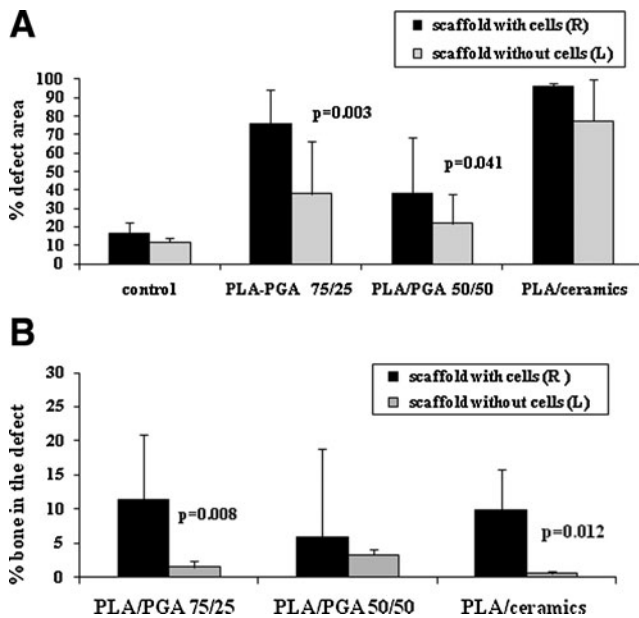 A
scaffold with cells (R)
scaffold without cells (L)
% defect area
100
90
80
70
60
50
40
30
20
10
0
p=0.003
p=0.041
control
PLA-PGA 75/25
PLA/PGA 50/50
PLA/ceramics
B
scaffold with cells (R )
scaffold without cells (L)
% bone in the defect
30
25
20
15
10
5
0
p=0.008
p=0.012
PLA/PGA 75/25
PLA/PGA 50/50
PLA/ceramics